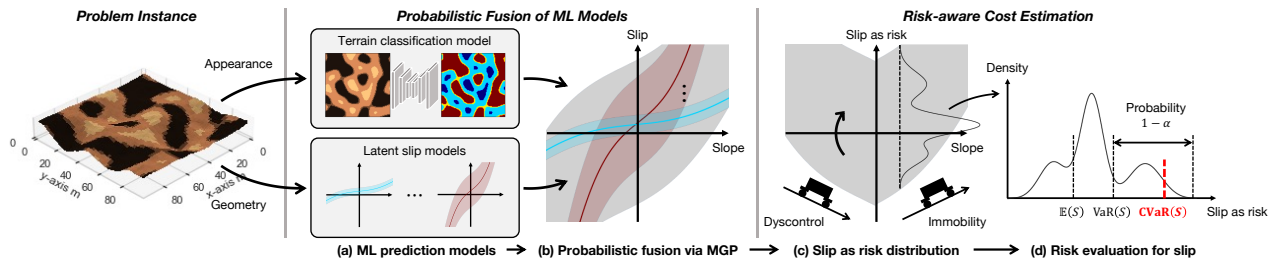 Problem Instance
Probabilistic Fusion of ML Models
Risk-aware Cost Estimation
Appearance
Geometry
0
0
20
20
40
40
60
60
80
80
y-axis m
x-axis m
Terrain classification model
Latent slip models
...
Slip
Slope
Slip as risk
Slope
Dyscontrol
Immobility
Density
Probability
1 − α
𝔼(S)
VaR(S)
CVaR(S)
Slip as risk
(a) ML prediction models
(b) Probabilistic fusion via MGP
(c) Slip as risk distribution
(d) Risk evaluation for slip